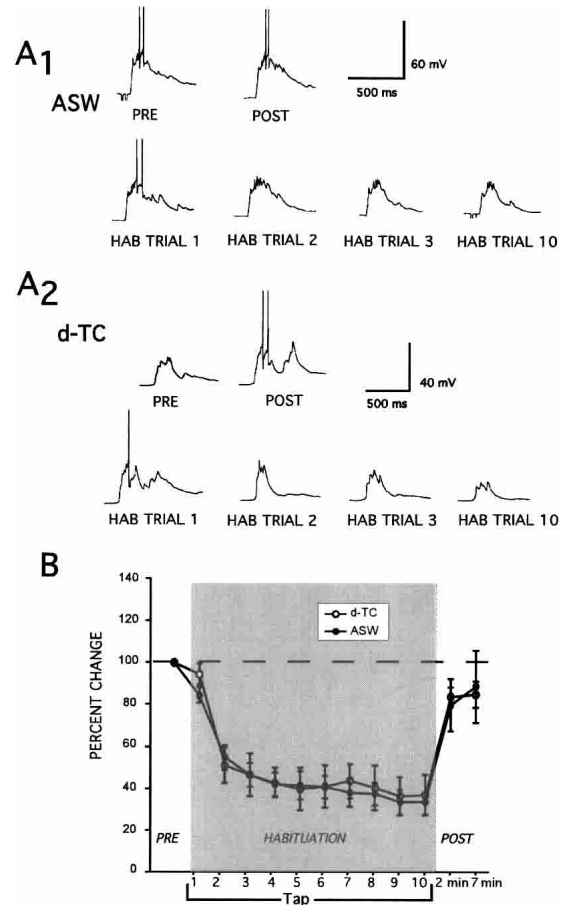 A1
ASW
PRE
POST
60 mV
500 ms
HAB TRIAL 1
HAB TRIAL 2
HAB TRIAL 3
HAB TRIAL 10
A2
d-TC
PRE
POST
40 mV
500 ms
HAB TRIAL 1
HAB TRIAL 2
HAB TRIAL 3
HAB TRIAL 10
B
PERCENT CHANGE
140
120
100
80
60
40
20
0
d-TC
ASW
PRE
HABITUATION
POST
1 2 3 4 5 6 7 8 9 10 2 min 7 min
Tap